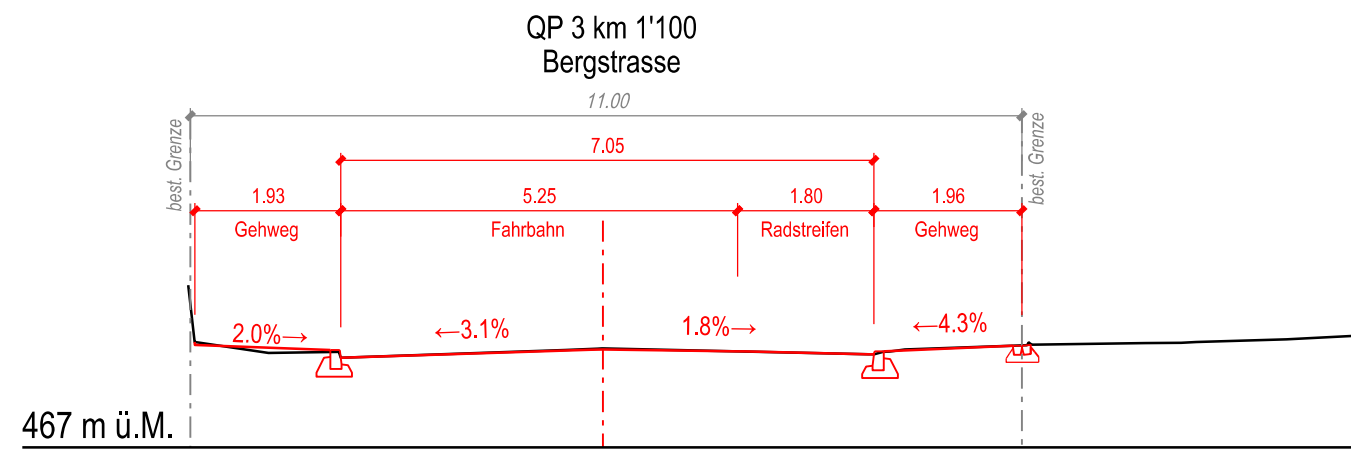 QP 3 km 1'100
Bergstrasse
11.00
best. Grenze
best. Grenze
7.05
1.93
5.25
1.80
1.96
Gehweg
Fahrbahn
Radstreifen
Gehweg
2.0%→
←3.1%
1.8%→
←4.3%
467 m ü.M.